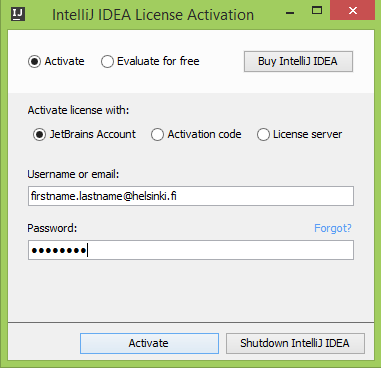 IJ IntelliJ IDEA License Activation
Activate Evaluate for free Buy IntelliJ IDEA
Activate license with:
JetBrains Account Activation code License server
Username or email:
firstname.lastname@helsinki.fi
Password: Forgot?
●●●●●●●●
Activate Shutdown IntelliJ IDEA